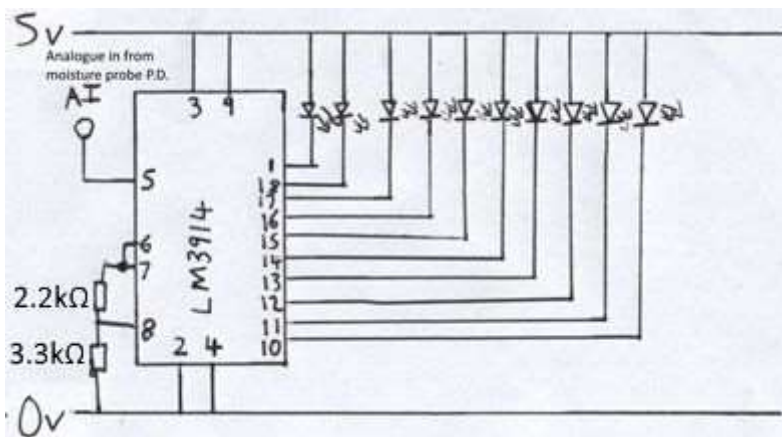 5v
Analogue in from
moisture probe P.D.
AI
3 9
1
5
18
17
16
15
14
13
12
11
10
6
7
8
LM3914
2 4
2.2kΩ
3.3kΩ
0v